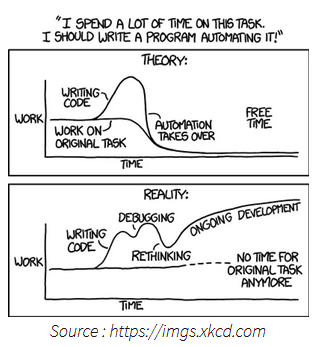 "I SPEND A LOT OF TIME ON THIS TASK.
I SHOULD WRITE A PROGRAM AUTOMATING IT!"
THEORY:
WRITING
CODE
WORK
WORK ON
ORIGINAL TASK
AUTOMATION
TAKES OVER
FREE
TIME
TIME
REALITY:
WRITING
CODE
DEBUGGING
RETHINKING
ONGOING DEVELOPMENT
WORK
NO TIME FOR
ORIGINAL TASK
ANYMORE
TIME
Source : https://imgs.xkcd.com